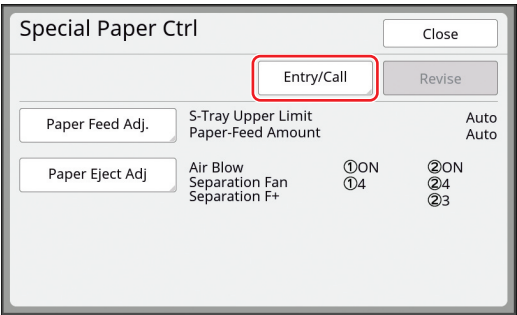 Special Paper Ctrl
Close
Entry/Call
Revise
Paper Feed Adj.
S-Tray Upper Limit Auto
Paper-Feed Amount Auto
Paper Eject Adj
Air Blow ①ON ②ON
Separation Fan ①4 ②4
Separation F+ ②3